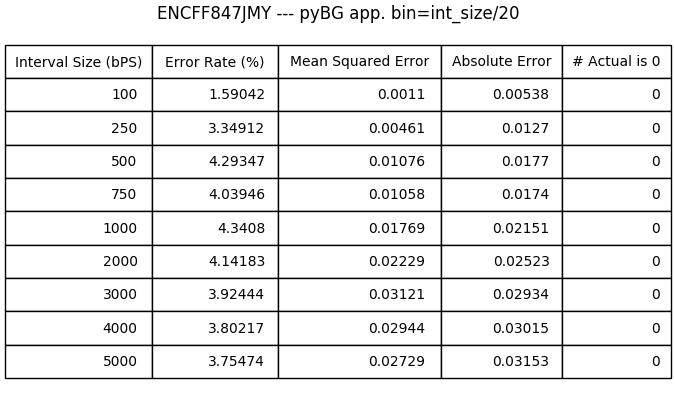 ENCFF847JMY --- pyBG app. bin=int_size/20
Interval Size (bPS) Error Rate (%) Mean Squared Error Absolute Error # Actual is 0
100 1.59042 0.0011 0.00538 0
250 3.34912 0.00461 0.0127 0
500 4.29347 0.01076 0.0177 0
750 4.03946 0.01058 0.0174 0
1000 4.3408 0.01769 0.02151 0
2000 4.14183 0.02229 0.02523 0
3000 3.92444 0.03121 0.02934 0
4000 3.80217 0.02944 0.03015 0
5000 3.75474 0.02729 0.03153 0